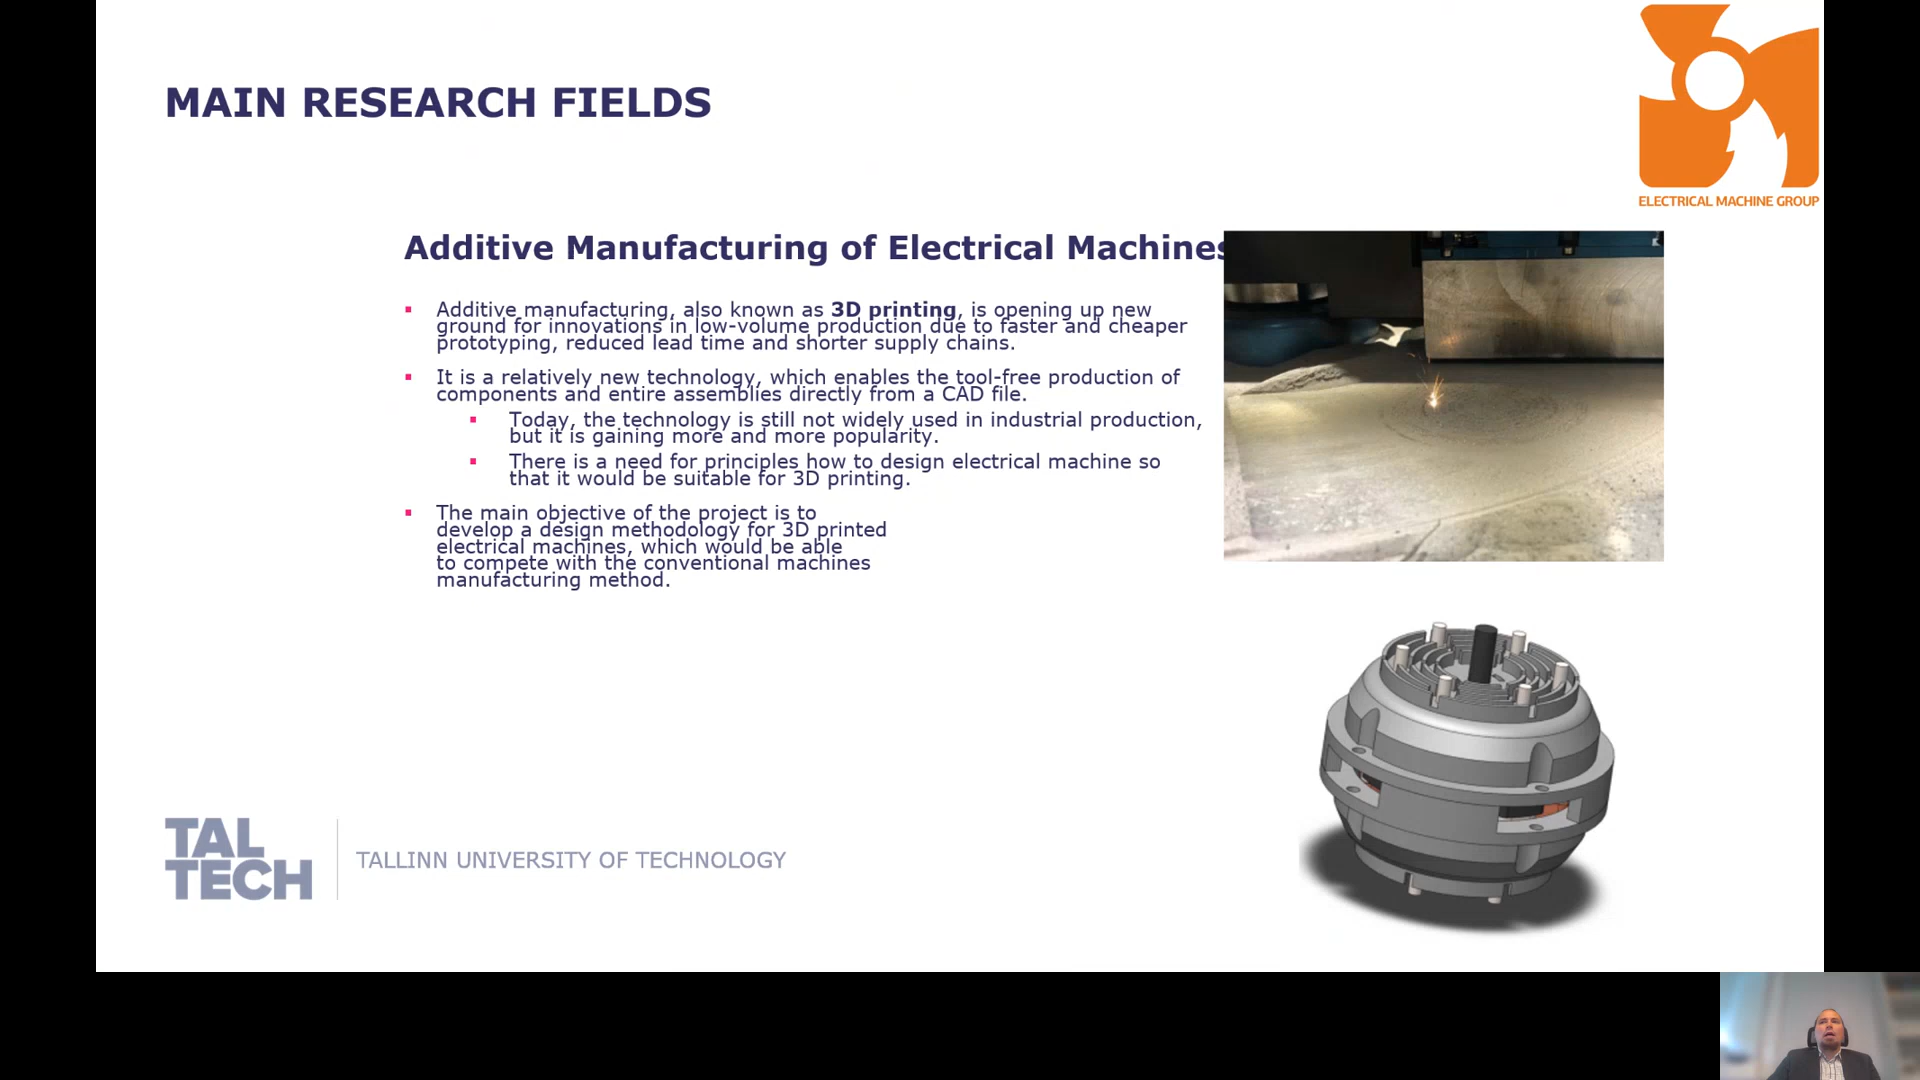 MAIN RESEARCH FIELDS
ELECTRICAL MACHINE GROUP
Additive Manufacturing of Electrical Machines
Additive manufacturing, also known as 3D printing, is opening up new
ground for innovations in low-volume production due to faster and cheaper
prototyping, reduced lead time and shorter supply chains.
It is a relatively new technology, which enables the tool-free production of
components and entire assemblies directly from a CAD file.
Today, the technology is still not widely used in industrial production,
but it is gaining more and more popularity.
There is a need for principles how to design electrical machine so
that it would be suitable for 3D printing.
The main objective of the project is to
develop a design methodology for 3D printed
electrical machines, which would be able
to compete with the conventional machines
manufacturing method.
TAL
TECH
TALLINN UNIVERSITY OF TECHNOLOGY